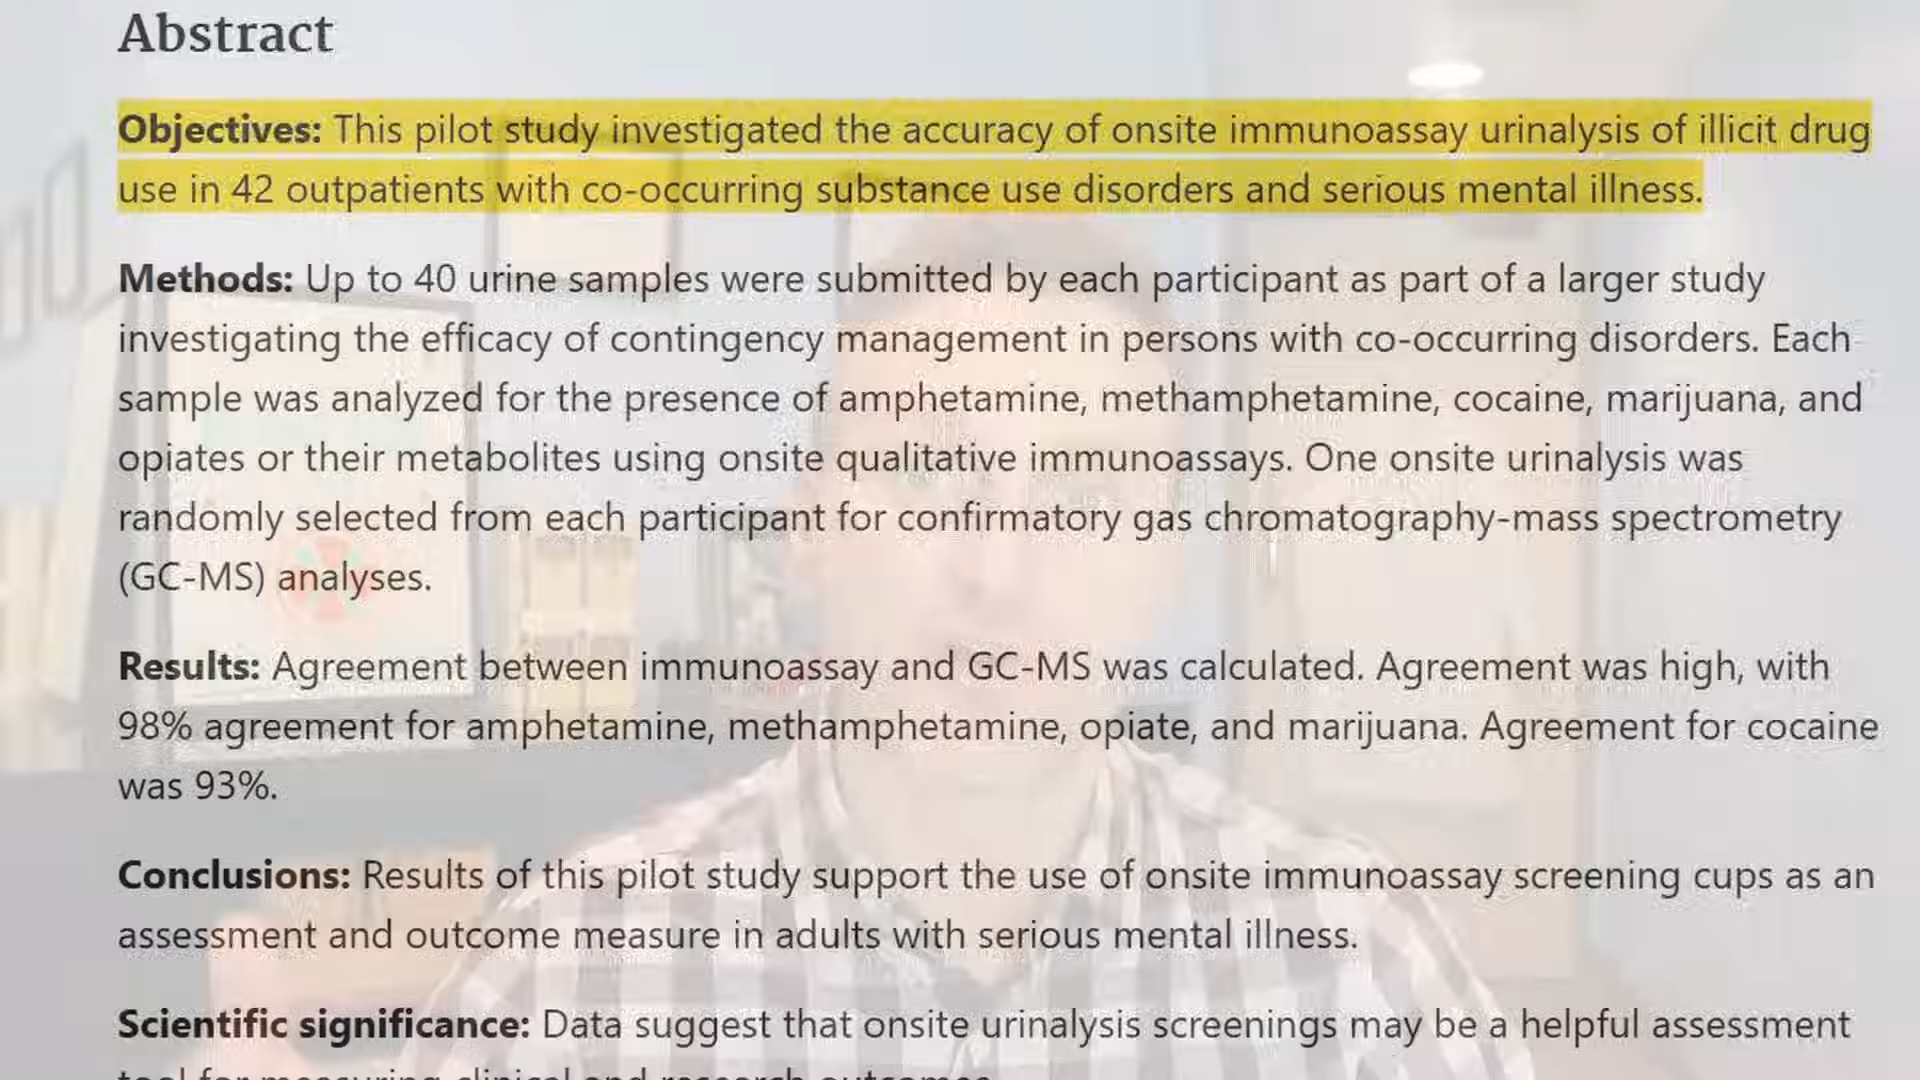 Abstract
Objectives: This pilot study investigated the accuracy of onsite immunoassay urinalysis of illicit drug
use in 42 outpatients with co-occurring substance use disorders and serious mental illness.
Methods: Up to 40 urine samples were submitted by each participant as part of a larger study
investigating the efficacy of contingency management in persons with co-occurring disorders. Each
sample was analyzed for the presence of amphetamine, methamphetamine, cocaine, marijuana, and
opiates or their metabolites using onsite qualitative immunoassays. One onsite urinalysis was
randomly selected from each participant for confirmatory gas chromatography-mass spectrometry
(GC-MS) analyses.
Results: Agreement between immunoassay and GC-MS was calculated. Agreement was high, with
98% agreement for amphetamine, methamphetamine, opiate, and marijuana. Agreement for cocaine
was 93%.
Conclusions: Results of this pilot study support the use of onsite immunoassay screening cups as an
assessment and outcome measure in adults with serious mental illness.
Scientific significance: Data suggest that onsite urinalysis screenings may be a helpful assessment
tool for measuring clinical and research outcomes.